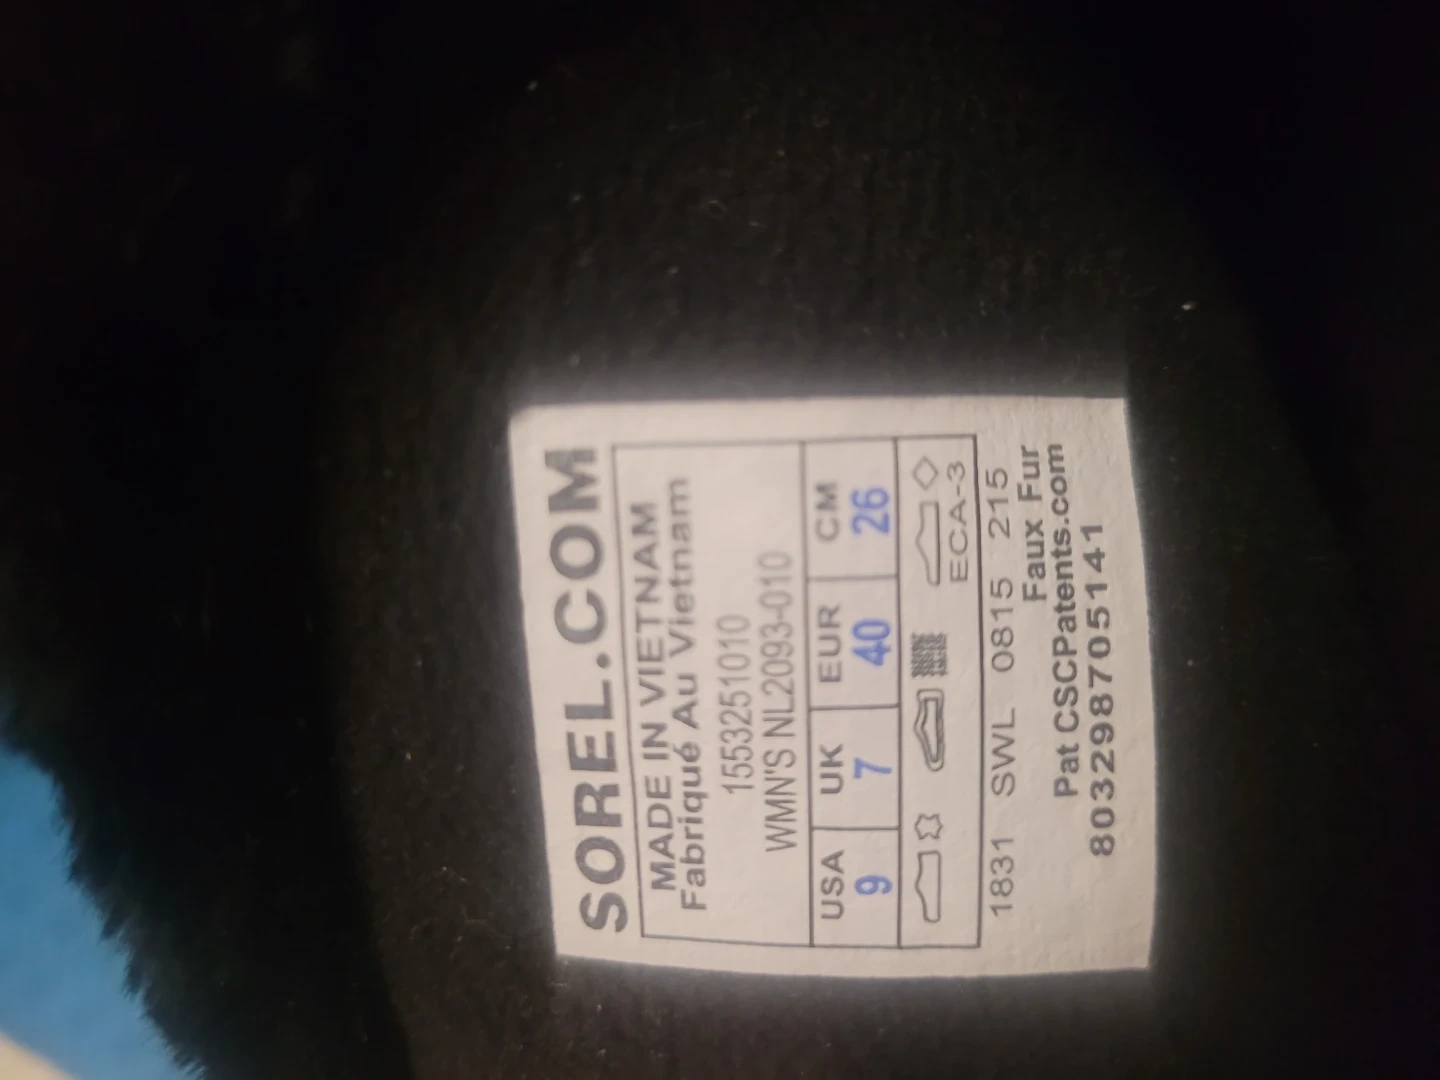 SOREL.COM
MADE IN VIETNAM
Fabriqué Au Vietnam
1553251010
WMN'S NL2093-010
USA UK EUR CM
9 7 40 26
ECA-3
1831 SWL 0815 215
Faux Fur
Pat CSCPatents.com
803298705141